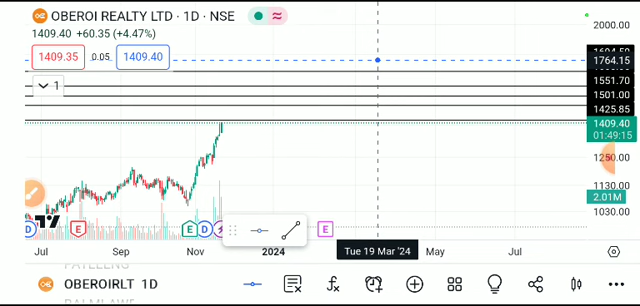 OBEROI REALTY LTD · 1D · NSE
1409.40 +60.35 (+4.47%)
1409.35 0.05 1409.40
1
2000.00
1764.15
1551.70
1501.00
1425.85
1409.40
01:49:15
1250.00
1130.00
2.01M
1030.00
D E E D E
Jul Sep Nov 2024 Tue 19 Mar '24 May Jul
OBEROIRLT 1D